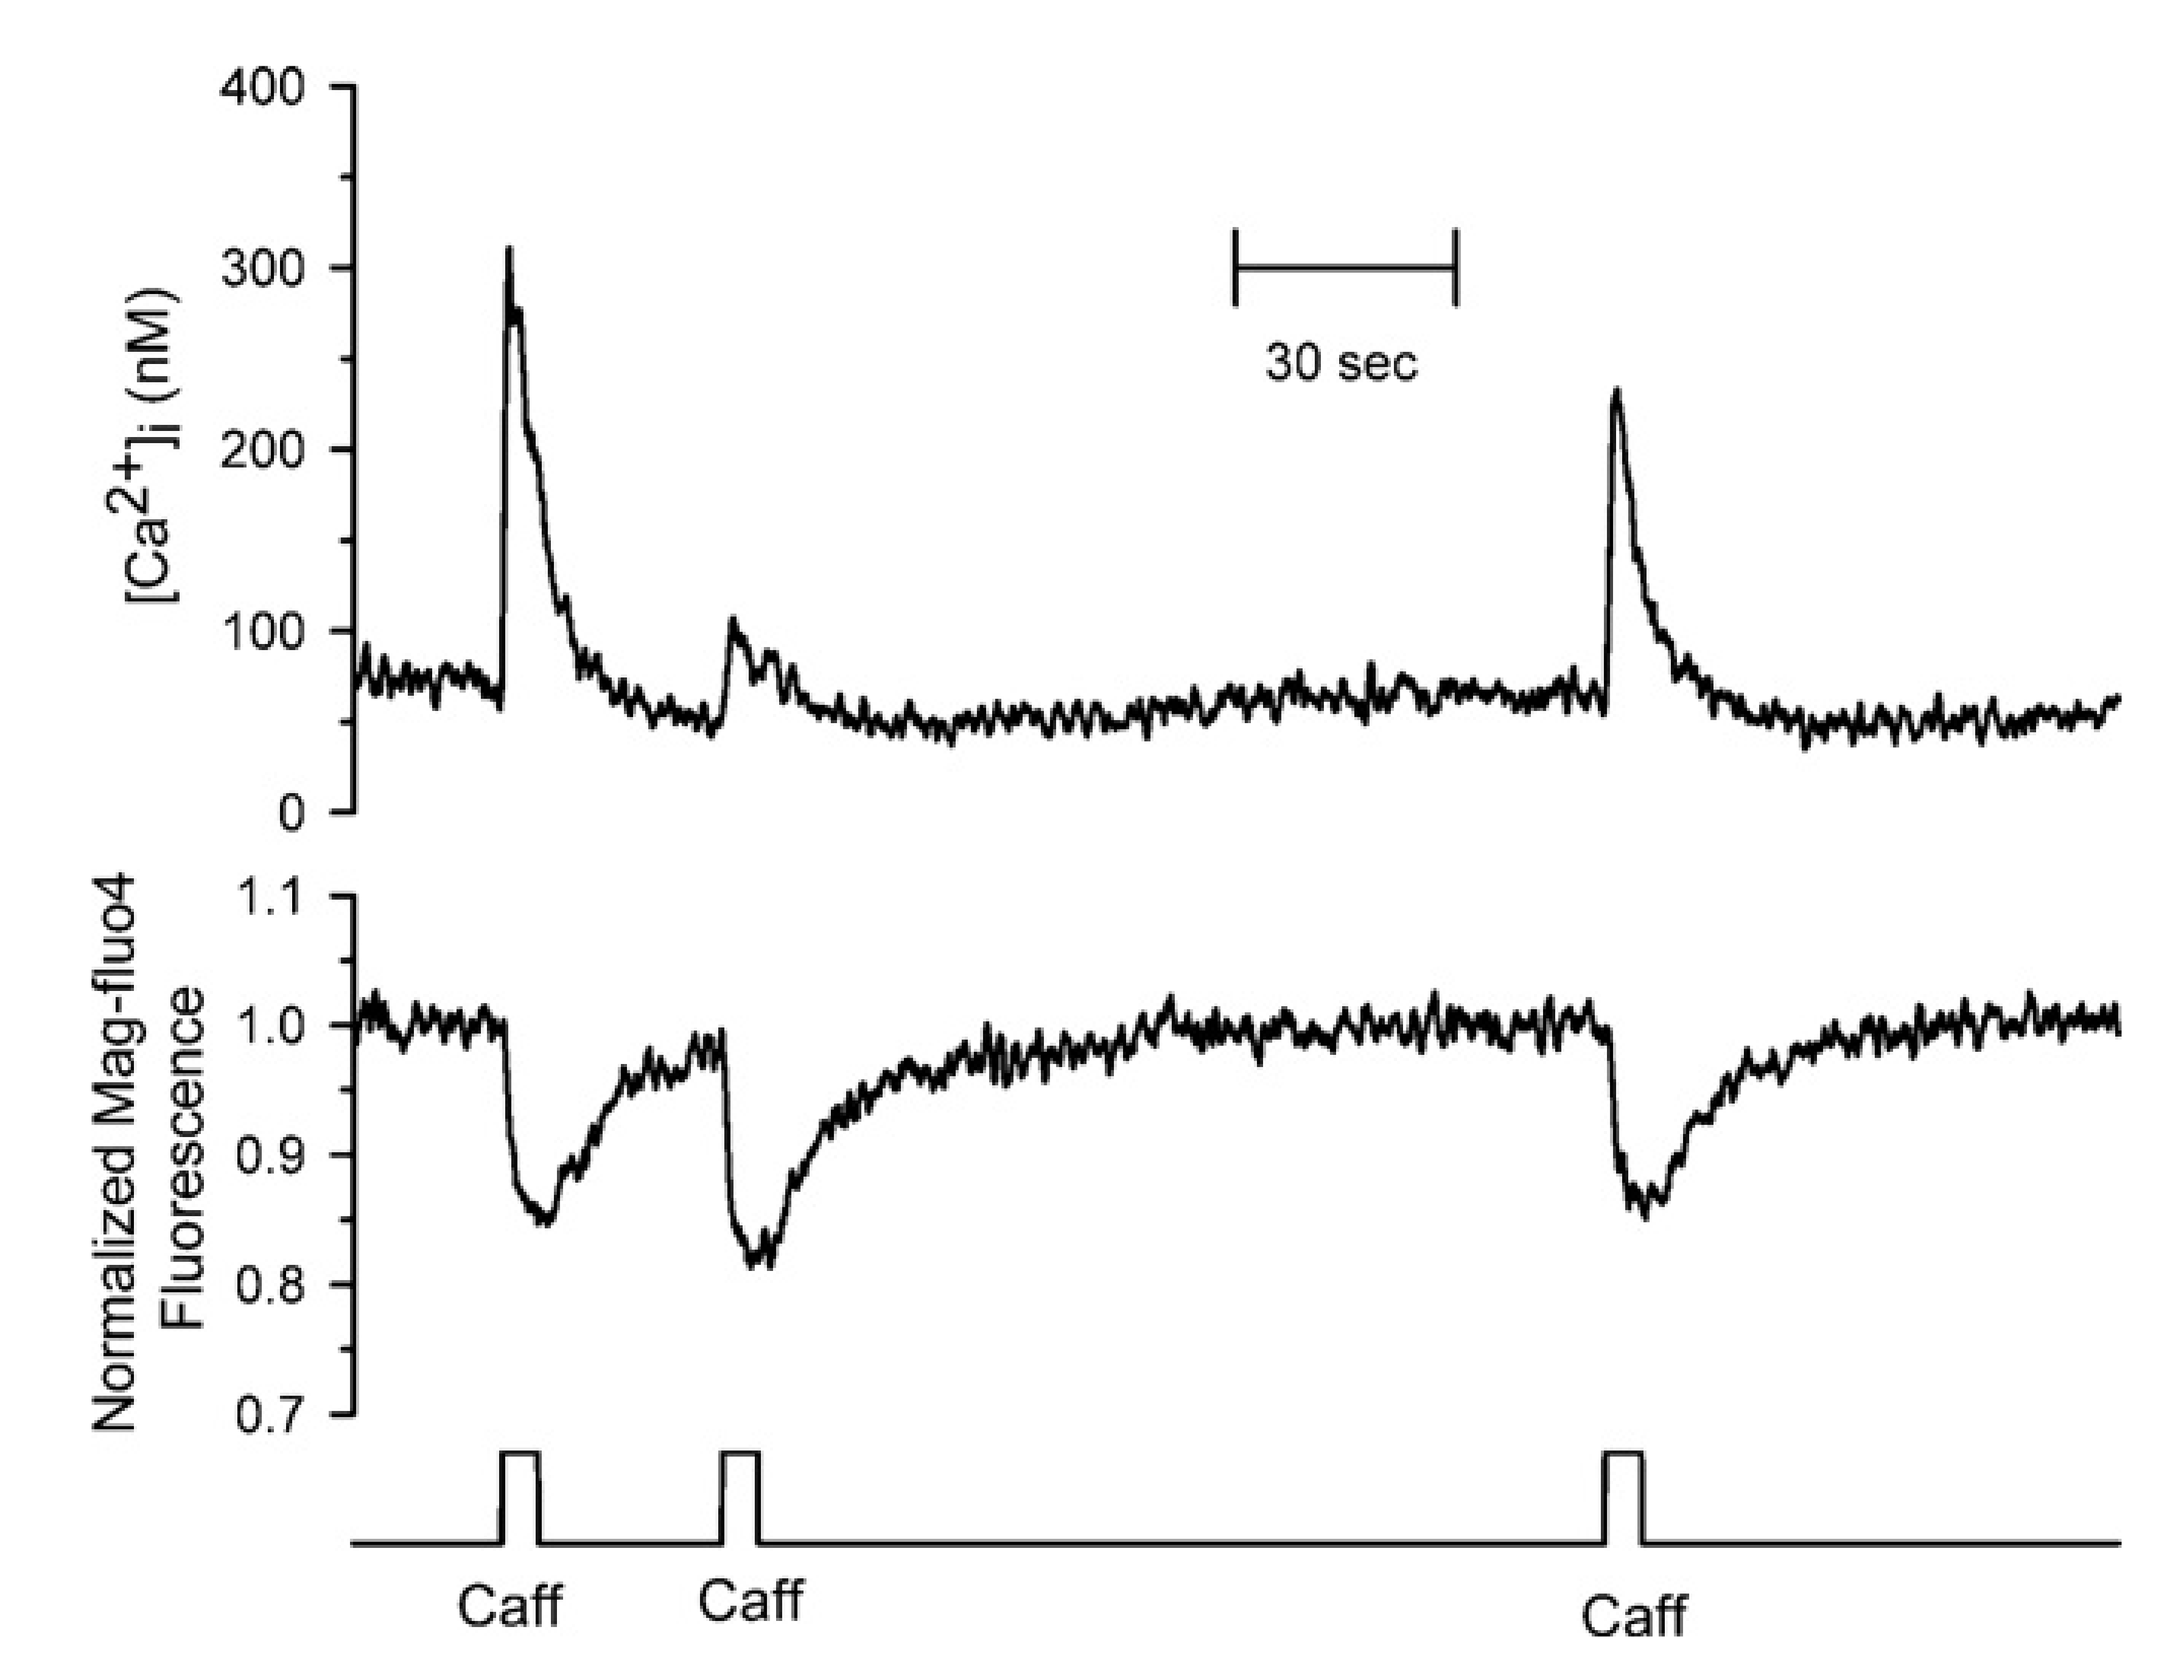 400
300
200
100
0
[Ca2+]i (nM)
30 sec
1.1
1.0
0.9
0.8
0.7
Normalized Mag-fluo4
Fluorescence
Caff
Caff
Caff